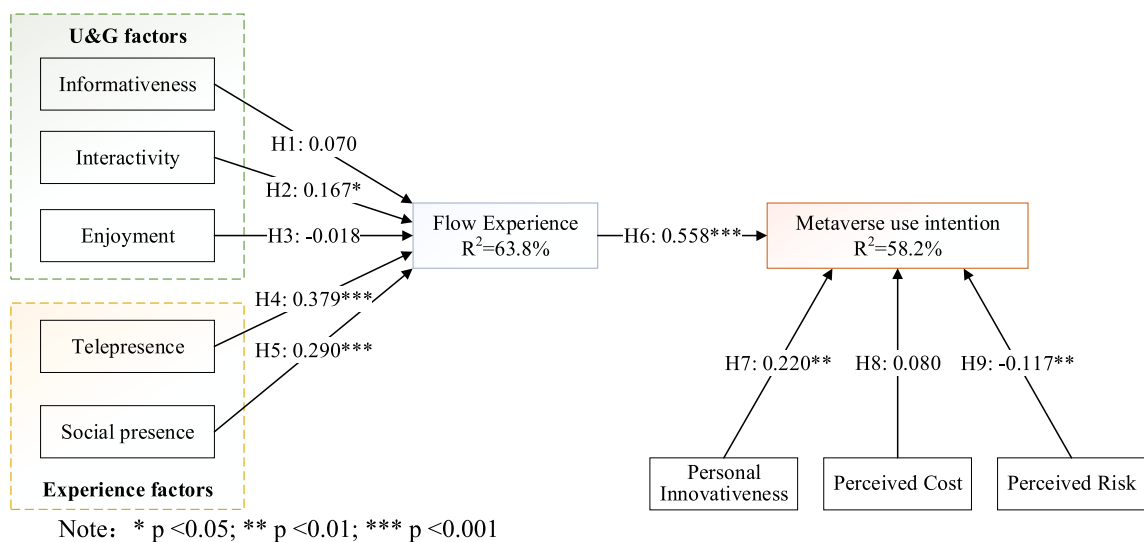 U&G factors
Informativeness
Interactivity
Enjoyment
H1: 0.070
H2: 0.167*
H3: -0.018
H4: 0.379***
H5: 0.290***
Telepresence
Social presence
Experience factors
Flow Experience
R²=63.8%
H6: 0.558***
Metaverse use intention
R²=58.2%
H7: 0.220**
H8: 0.080
H9: -0.117**
Personal
Innovativeness
Perceived Cost
Perceived Risk
Note：* p <0.05; ** p <0.01; *** p <0.001